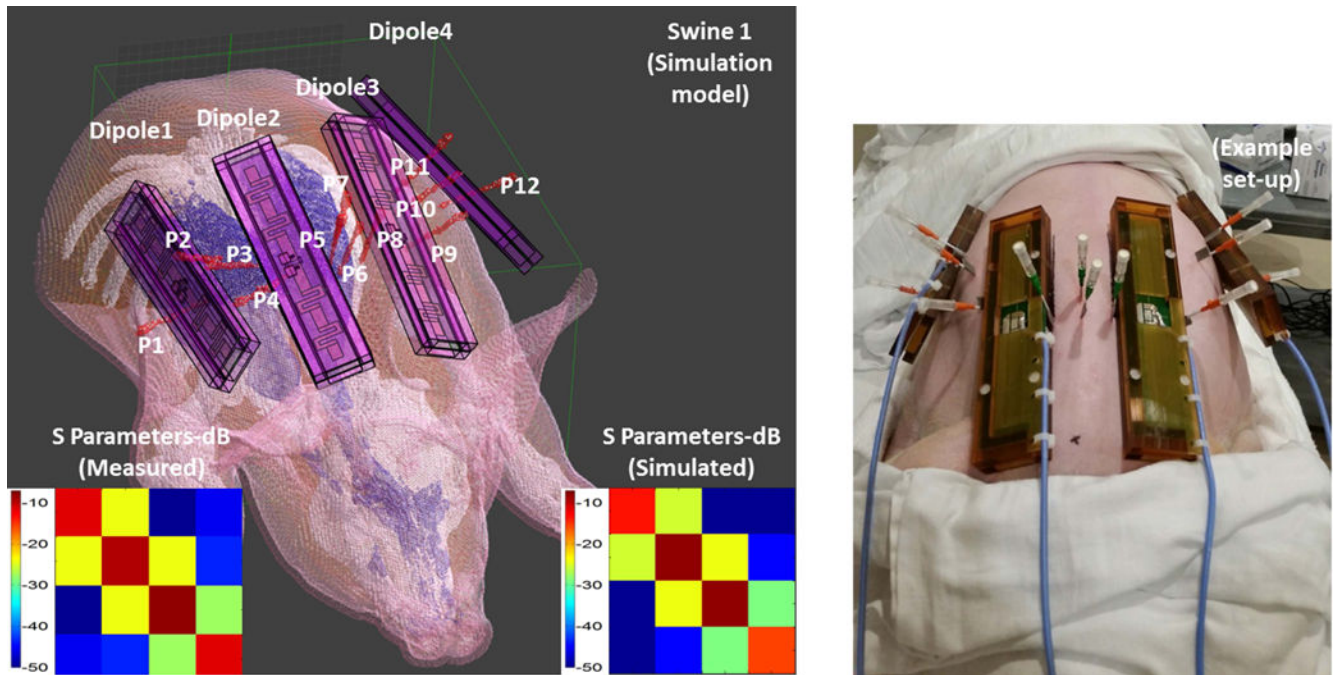 Dipole4
Swine 1
(Simulation
model)
Dipole3
Dipole2
Dipole1
P11
P12
P7
P10
P2
P3
P5
P8
P9
P6
P4
P1
S Parameters-dB
(Measured)
-10
-20
-30
-40
-50
S Parameters-dB
(Simulated)
-10
-20
-30
-40
-50
(Example
set-up)